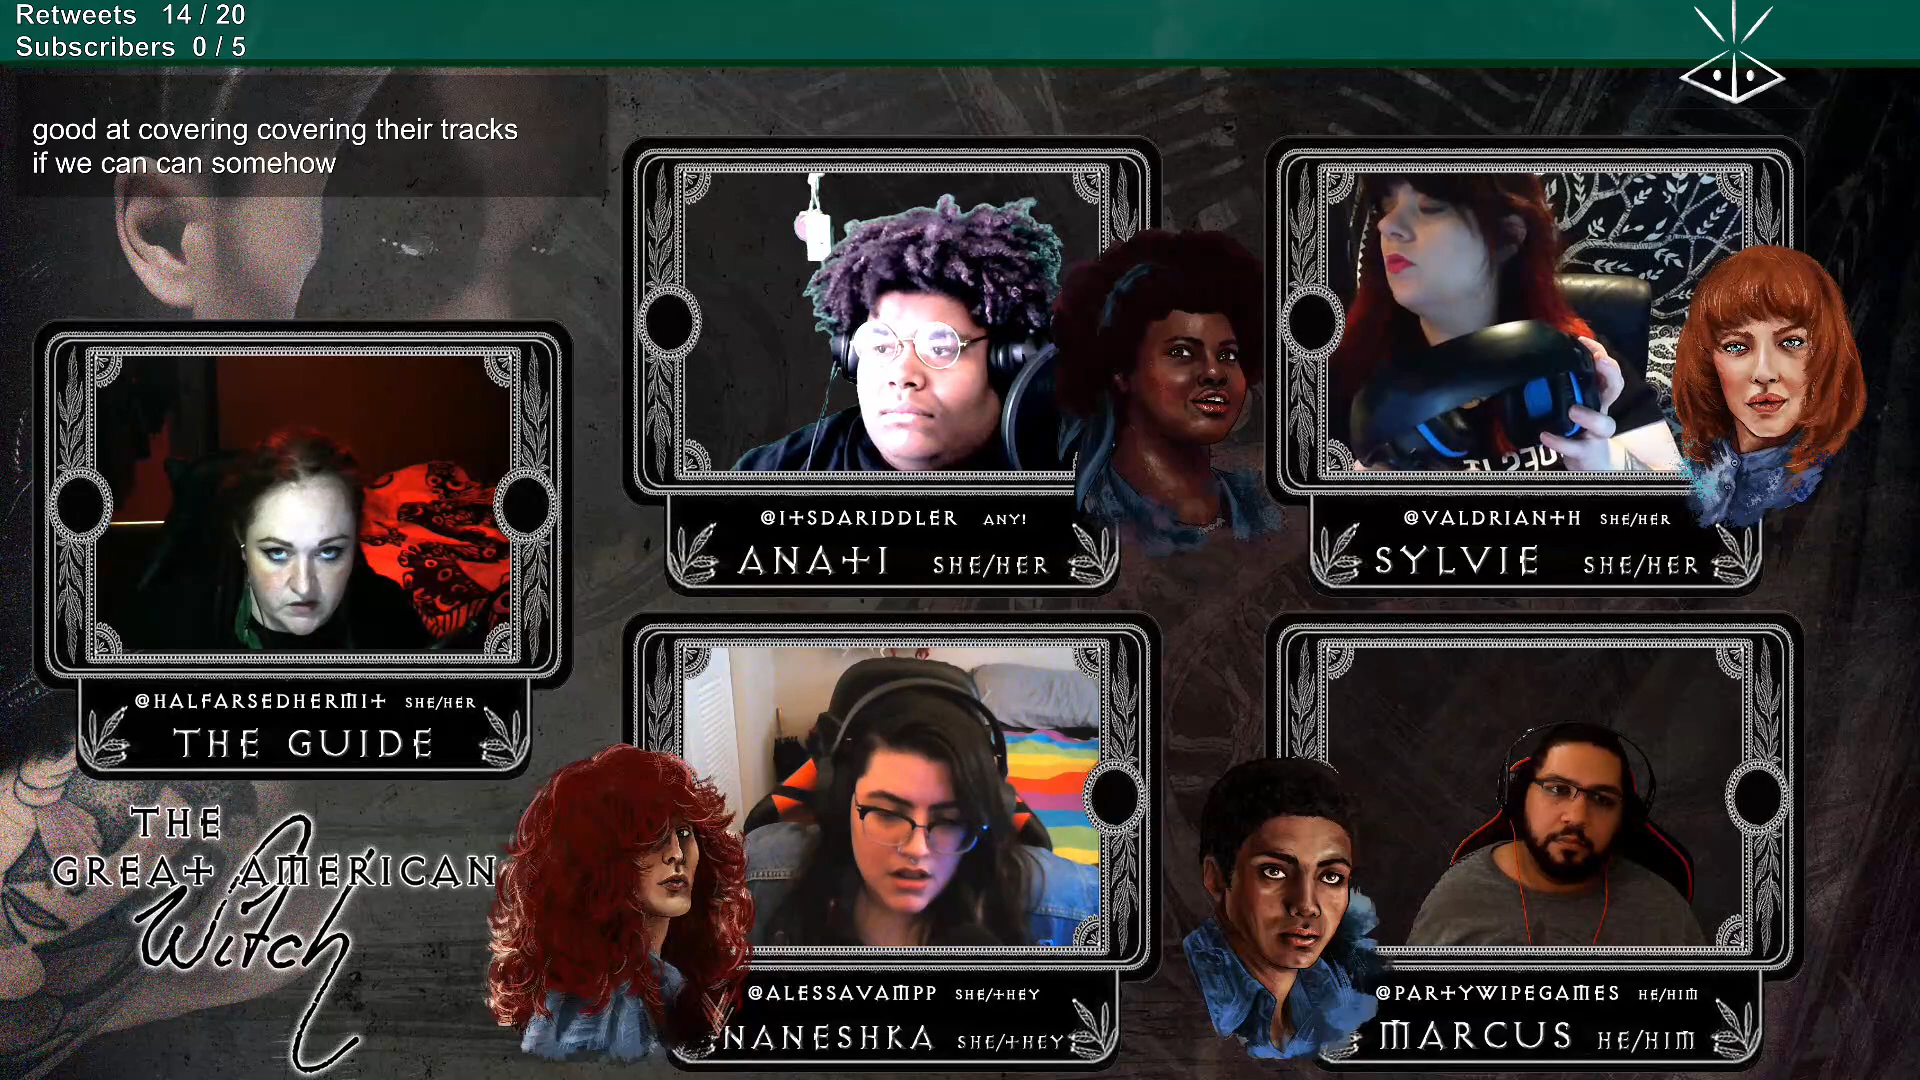 Retweets 14 / 20
Subscribers 0 / 5
good at covering covering their tracks
if we can can somehow
@ITSDARIDDLER ANY!
ANATI SHE/HER
@VALDRIANTH SHE/HER
SYLVIE SHE/HER
@HALFARSEDHERMIT SHE/HER
THE GUIDE
THE
GREAT AMERICAN
Witch
@ALESSAVAMPP SHE/THEY
NANESHKA SHE/THEY
@PARTYWIPEGAMES HE/HIM
MARCUS HE/HIM